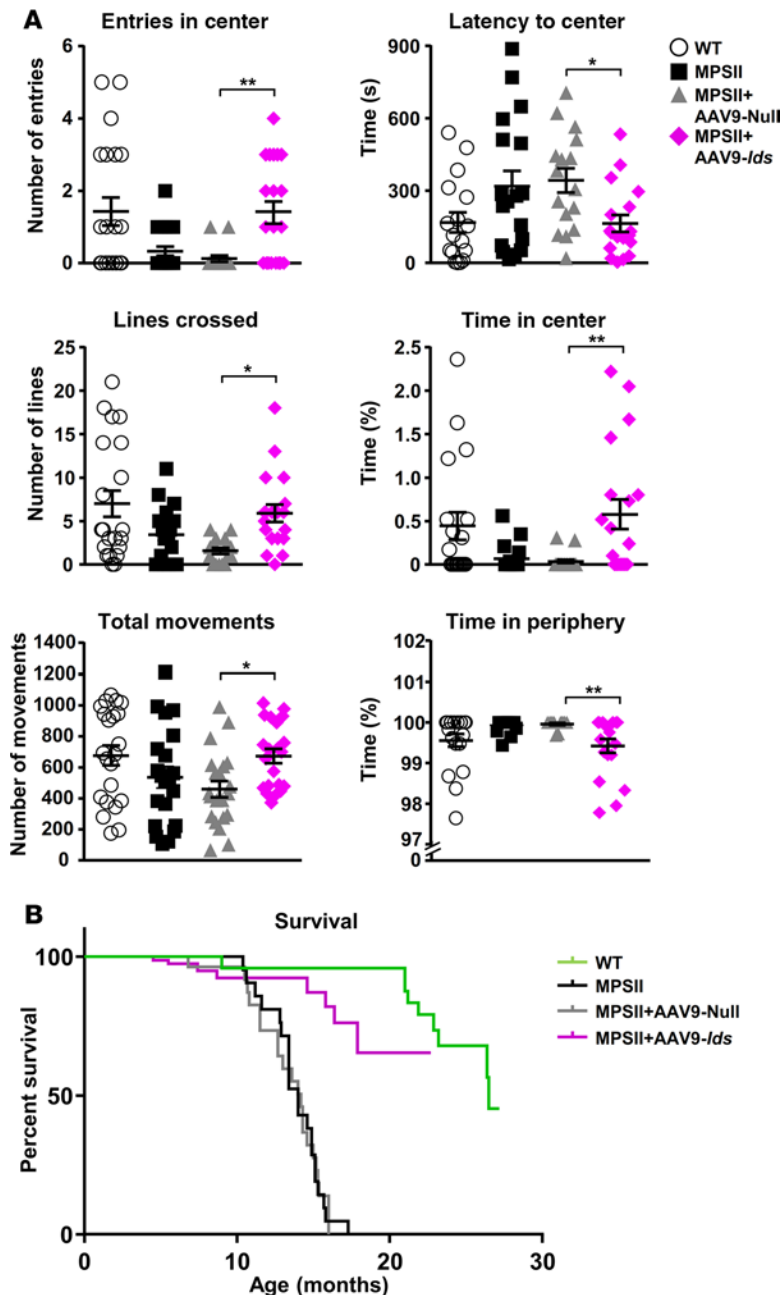 A
Entries in center
Number of entries
6
4
2
0
**
Latency to center
Time (s)
900
600
300
0
*
WT
MPSII
MPSII+
AAV9-Null
MPSII+
AAV9-Ids
Lines crossed
Number of lines
25
20
15
10
5
0
*
Time in center
Time (%)
2.5
2.0
1.5
1.0
0.5
0
**
Total movements
Number of movements
1400
1200
1000
800
600
400
200
0
*
Time in periphery
Time (%)
102
101
100
99
98
97
0
**
B
Survival
Percent survival
100
50
0
0
10
20
30
Age (months)
WT
MPSII
MPSII+AAV9-Null
MPSII+AAV9-Ids